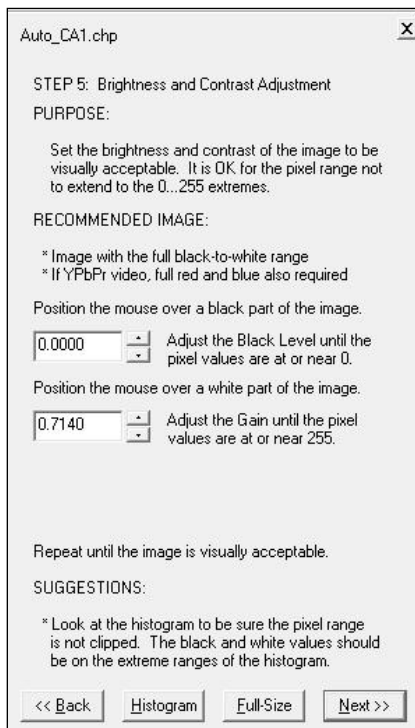 Auto_CA1.chp
X
STEP 5: Brightness and Contrast Adjustment
PURPOSE:
Set the brightness and contrast of the image to be
visually acceptable. It is OK for the pixel range not
to extend to the 0...255 extremes.
RECOMMENDED IMAGE:
* Image with the full black-to-white range
* If YPbPr video, full red and blue also required
Position the mouse over a black part of the image.
0.0000 Adjust the Black Level until the
pixel values are at or near 0.
Position the mouse over a white part of the image.
0.7140 Adjust the Gain until the pixel
values are at or near 255.
Repeat until the image is visually acceptable.
SUGGESTIONS:
* Look at the histogram to be sure the pixel range
is not clipped. The black and white values should
be on the extreme ranges of the histogram.
<< Back Histogram Full-Size Next >>